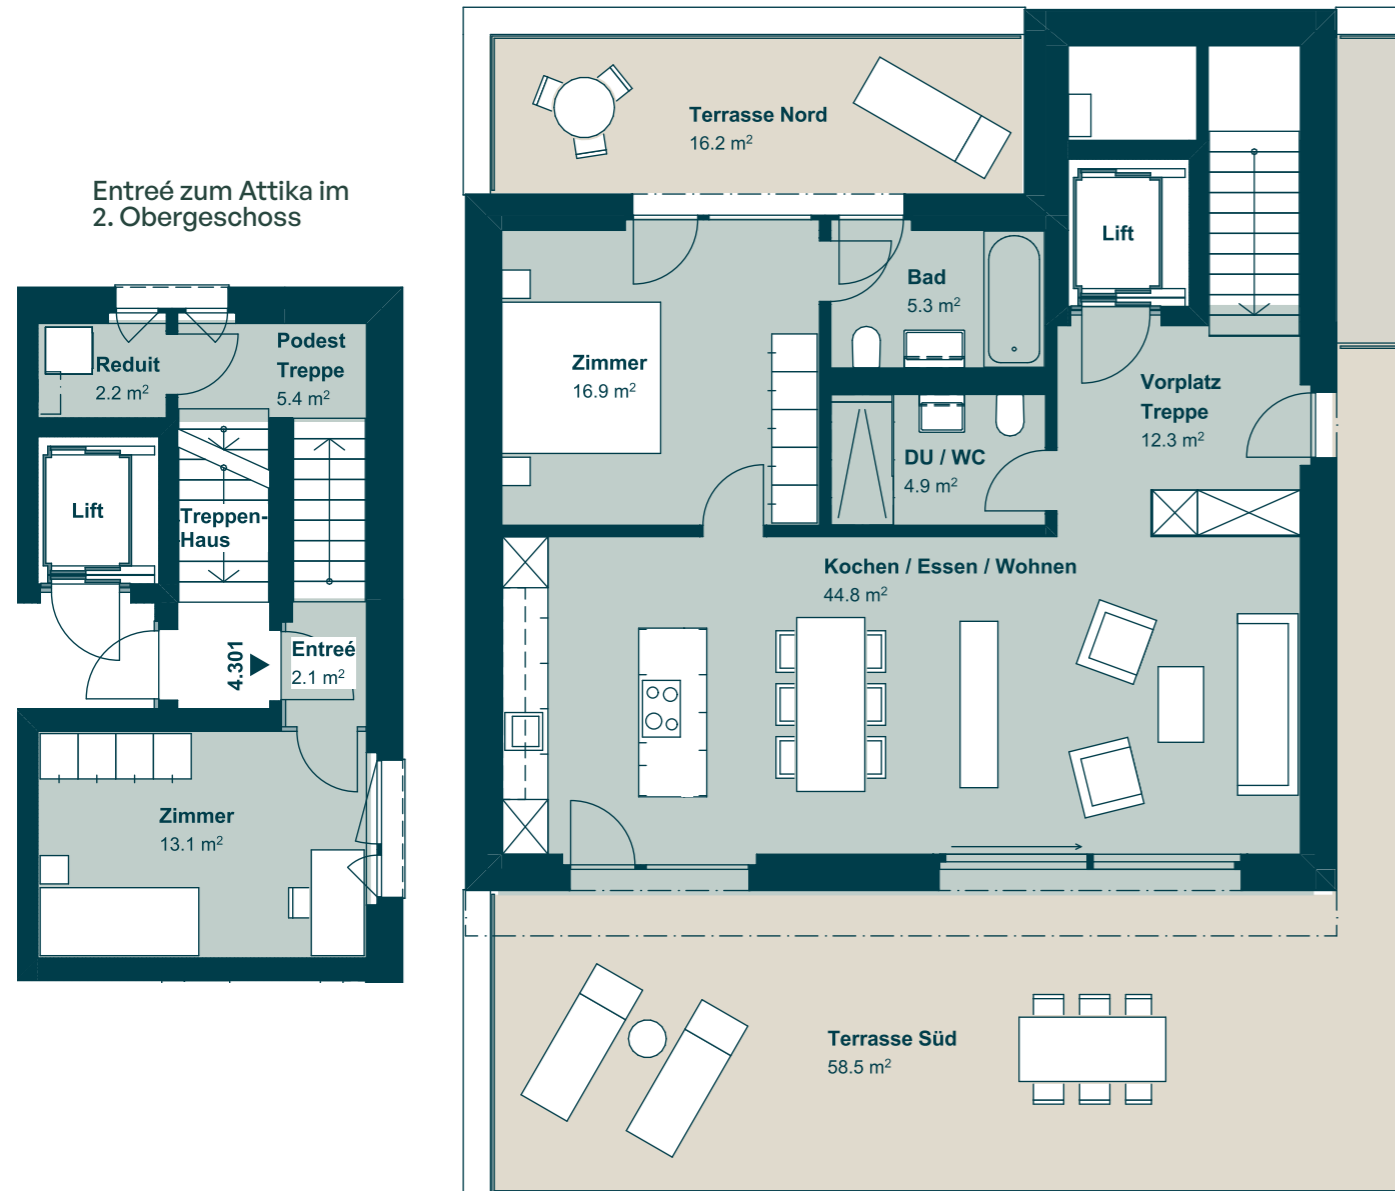 Entreé zum Attika im
2. Obergeschoss
Reduit
2.2 m²
Podest
Treppe
5.4 m²
Lift
Treppen-
Haus
4.301
Entreé
2.1 m²
Zimmer
13.1 m²
Terrasse Nord
16.2 m²
Lift
Bad
5.3 m²
Zimmer
16.9 m²
Vorplatz
Treppe
12.3 m²
DU / WC
4.9 m²
Kochen / Essen / Wohnen
44.8 m²
Terrasse Süd
58.5 m²